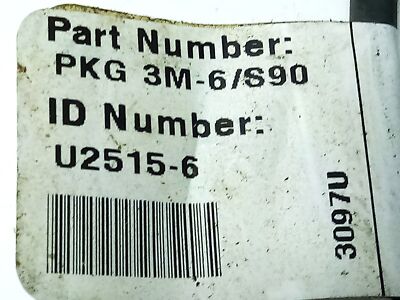 Part Number:
PKG 3M-6/S90
ID Number:
U2515-6
3097U